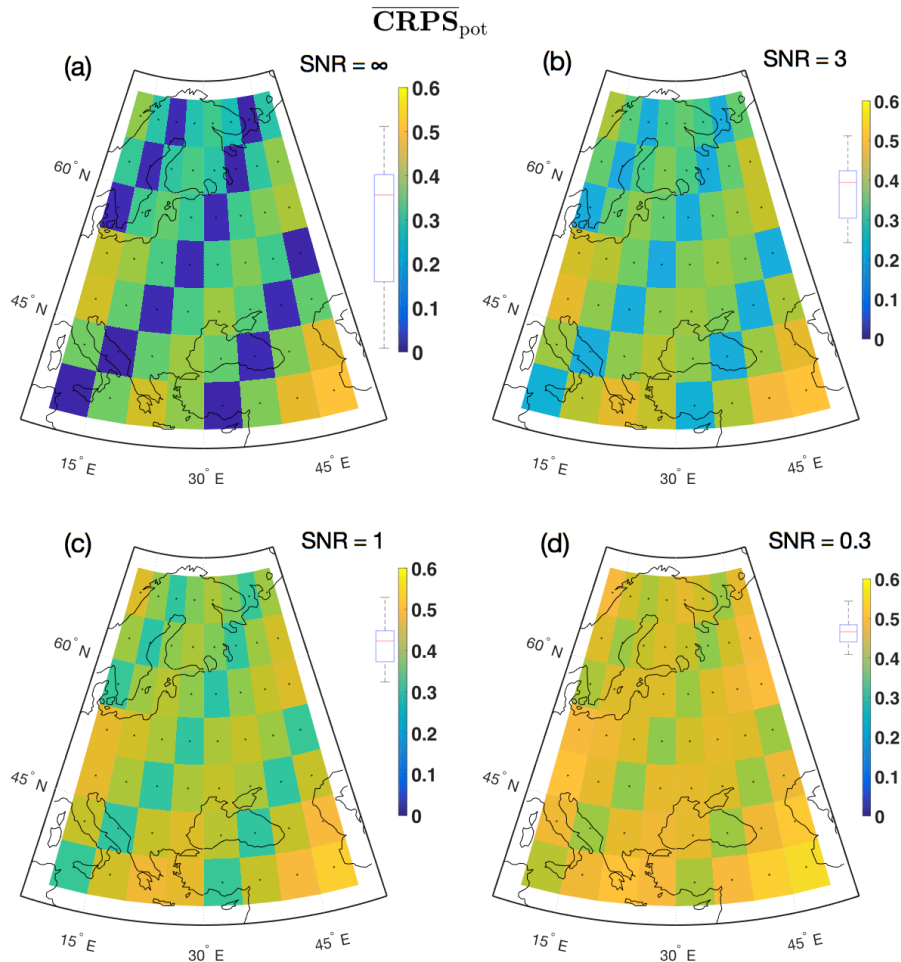 CRPS pot
(a)
SNR = ∞
(b)
SNR = 3
0.6
0.5
0.4
0.3
0.2
0.1
0
60° N
45° N
15° E
30° E
45° E
0.6
0.5
0.4
0.3
0.2
0.1
0
60° N
45° N
15° E
30° E
45° E
(c)
SNR = 1
(d)
SNR = 0.3
0.6
0.5
0.4
0.3
0.2
0.1
0
60° N
45° N
15° E
30° E
45° E
0.6
0.5
0.4
0.3
0.2
0.1
0
60° N
45° N
15° E
30° E
45° E